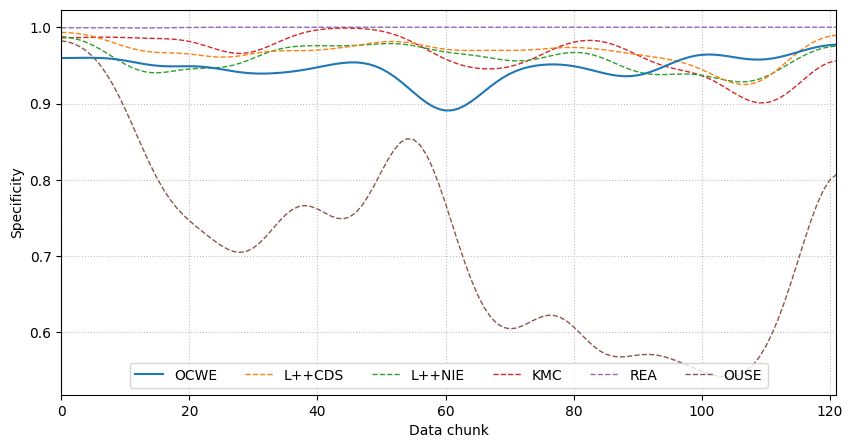 Specificity
1.0
0.9
0.8
0.7
0.6
OCWE L++CDS L++NIE KMC REA OUSE
0 20 40 60 80 100 120
Data chunk